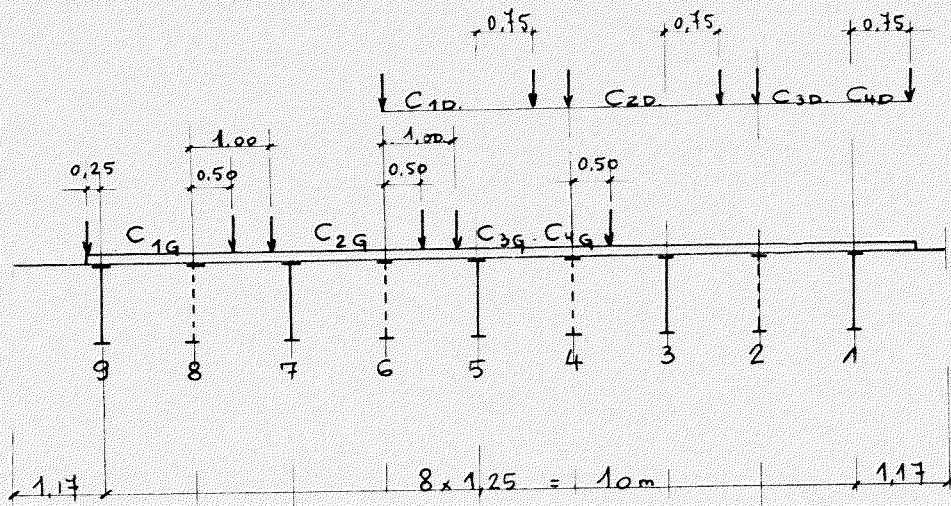 0,75 0,75 0,75
C1D. C2D. C3D. C4D
1.00 1,00
0,25 0.50 0.50 0.50
C1G C2G C3G. C4G
9 8 7 6 5 4 3 2 1
1,17 8 x 1,25 = 10m 1,17